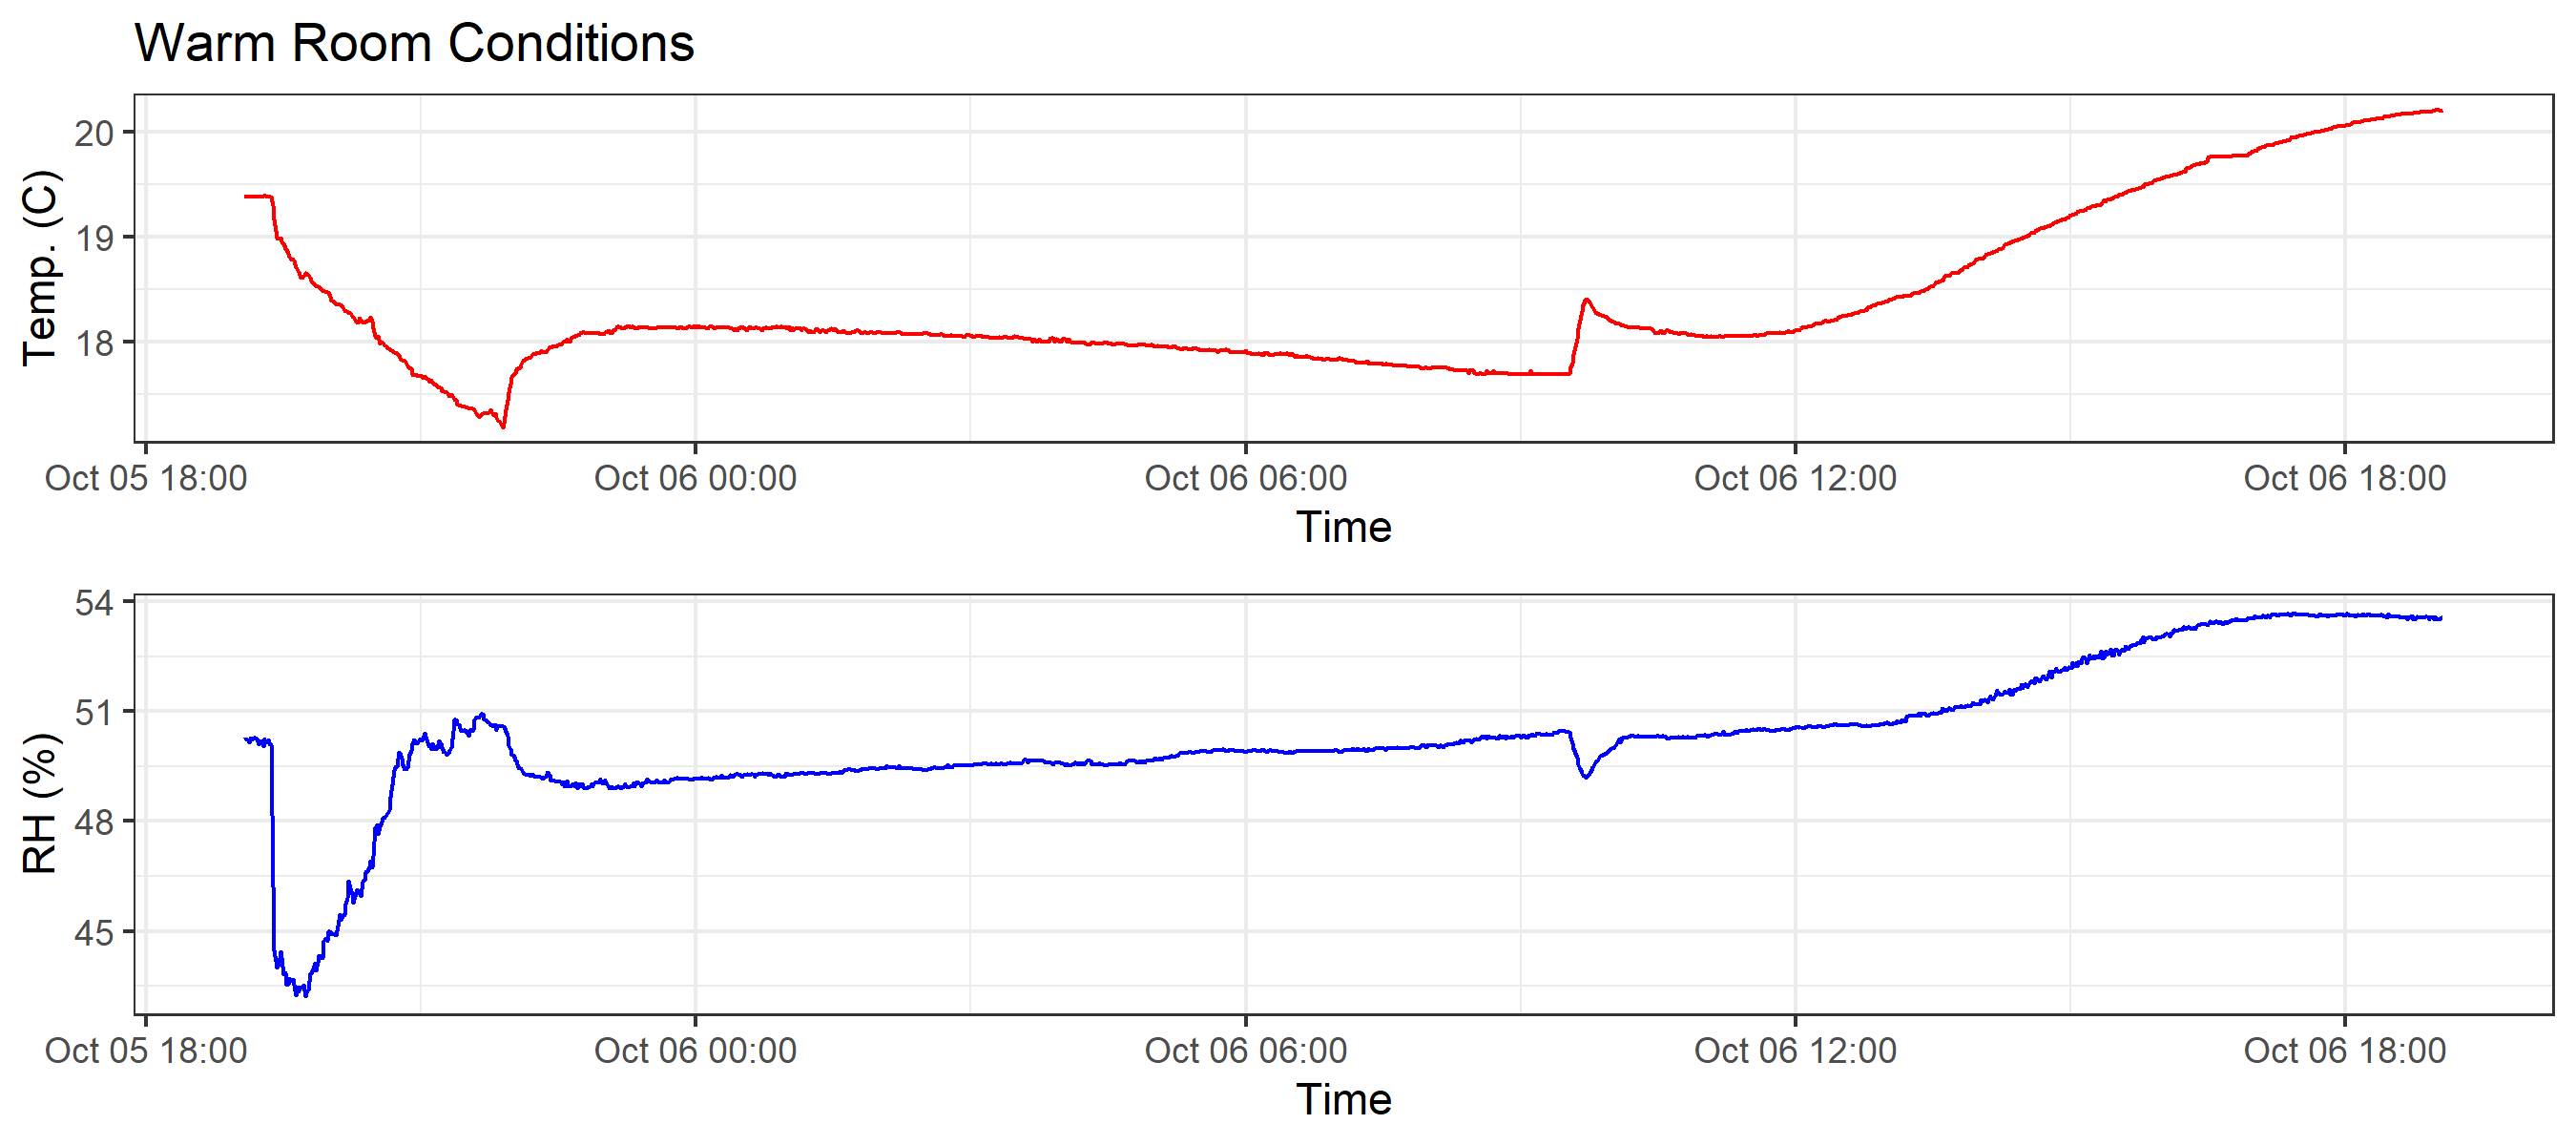 Warm Room Conditions
Temp. (C)
20
19
18
Oct 05 18:00 Oct 06 00:00 Oct 06 06:00 Oct 06 12:00 Oct 06 18:00
Time
RH (%)
54
51
48
45
Oct 05 18:00 Oct 06 00:00 Oct 06 06:00 Oct 06 12:00 Oct 06 18:00
Time